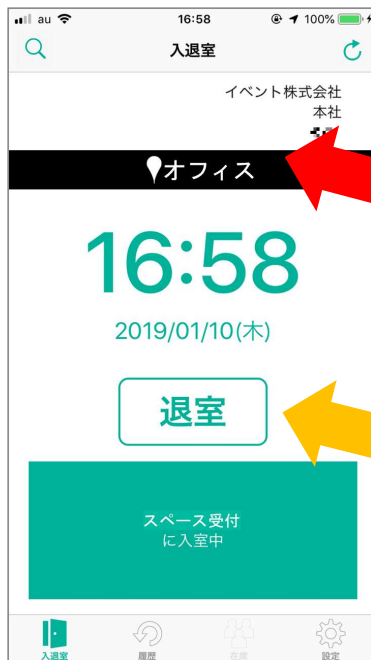 au 16:58 100%
入退室
イベント株式会社
本社
オフィス
16:58
2019/01/10(木)
退室
スペース受付
に入室中
入退室 履歴 在席 設定